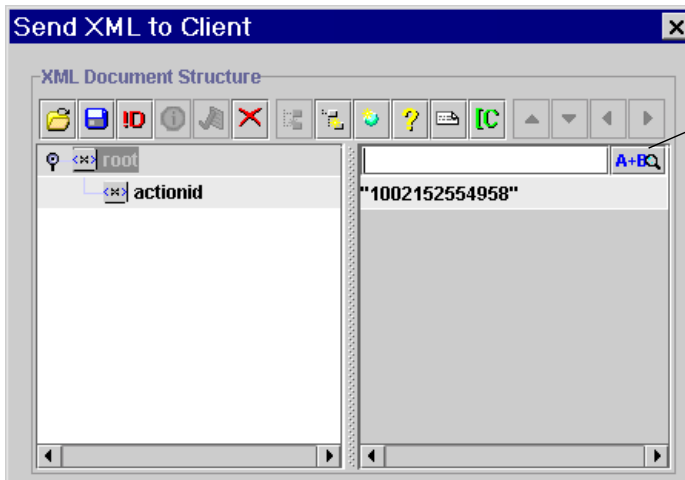 Send XML to Client
XML Document Structure
!D ? [C
root A+B
actionid "1002152554958"